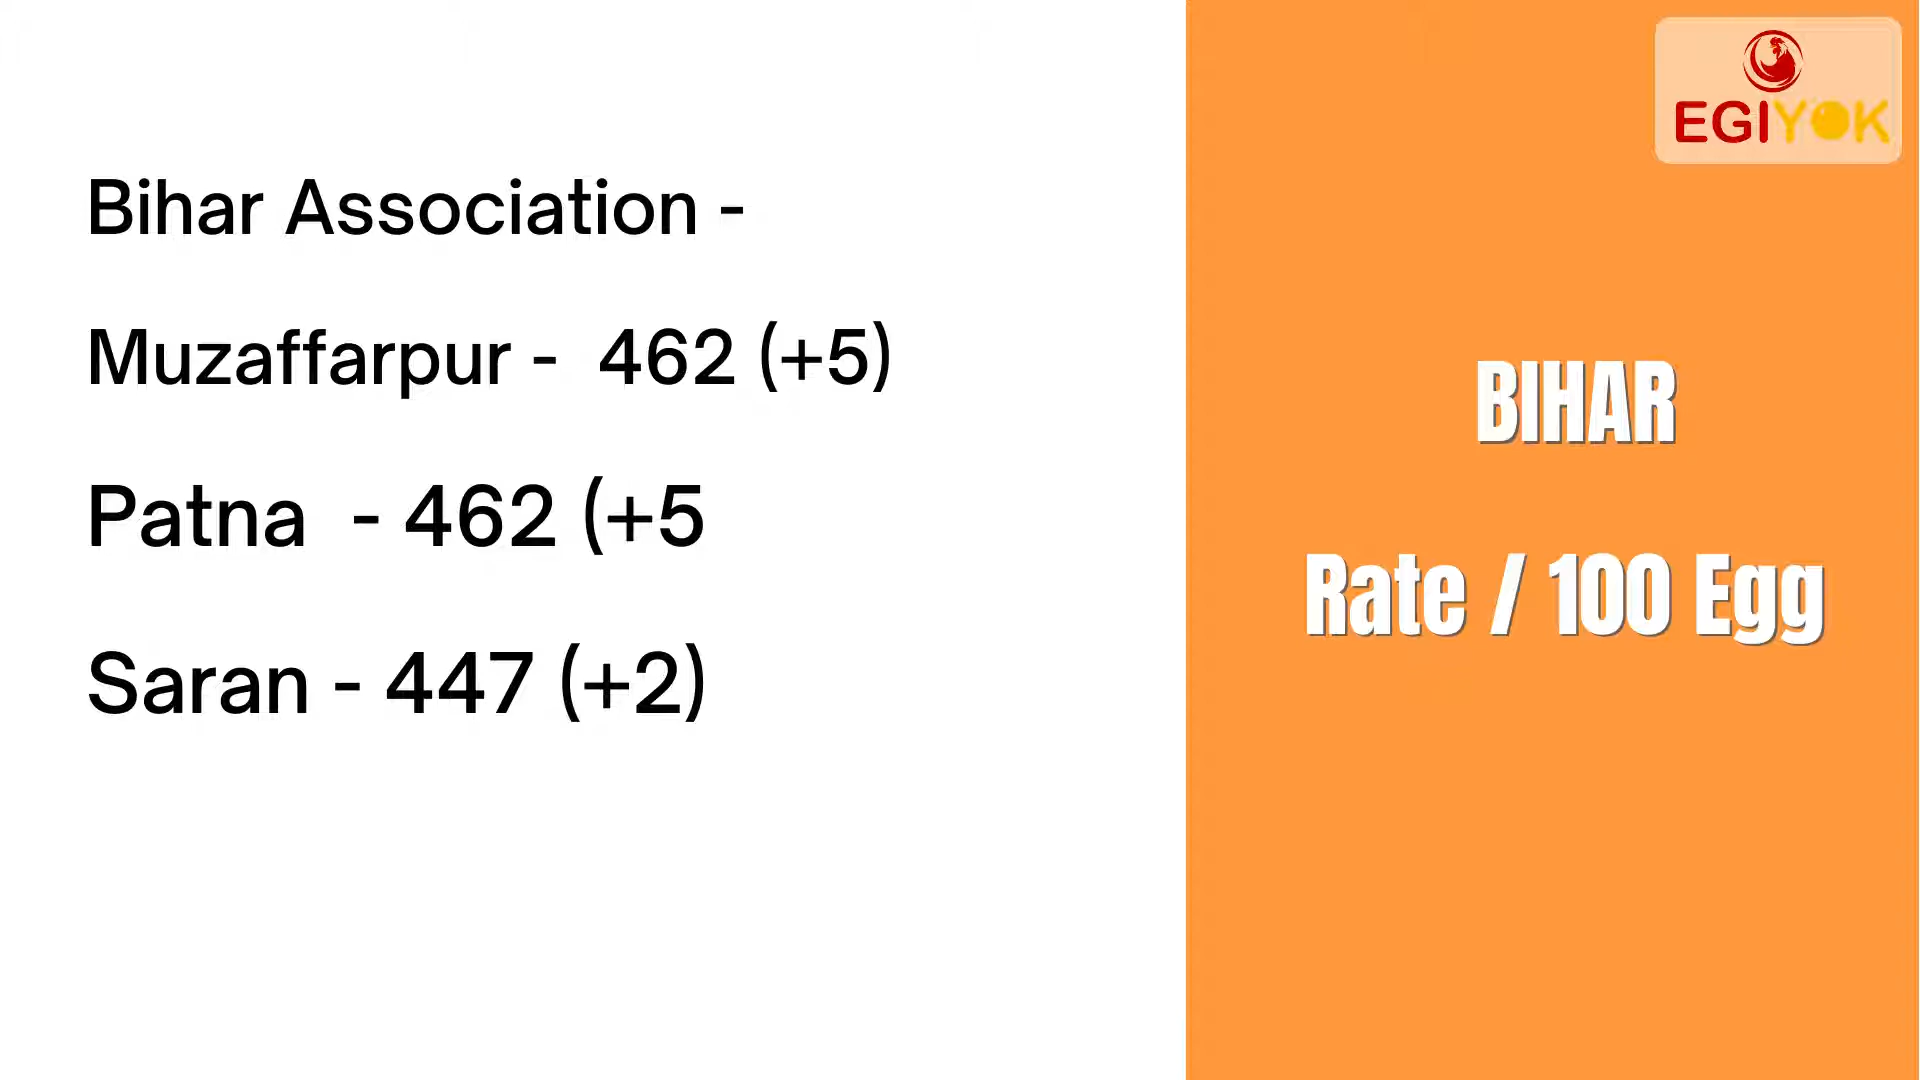 Bihar Association -
Muzaffarpur -  462 (+5)
Patna  - 462 (+5
Saran - 447 (+2)
EGIYOK
BIHAR
Rate / 100 Egg